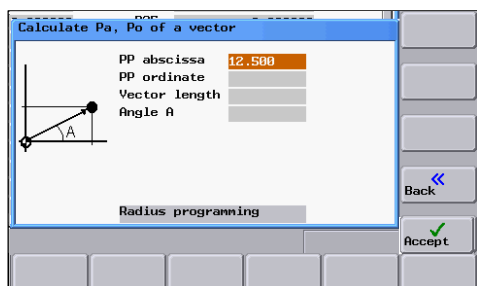 Calculate Pa, Po of a vector
PP abscissa 12.500
PP ordinate
Vector length
Angle A
A
Radius programming
Back
Accept